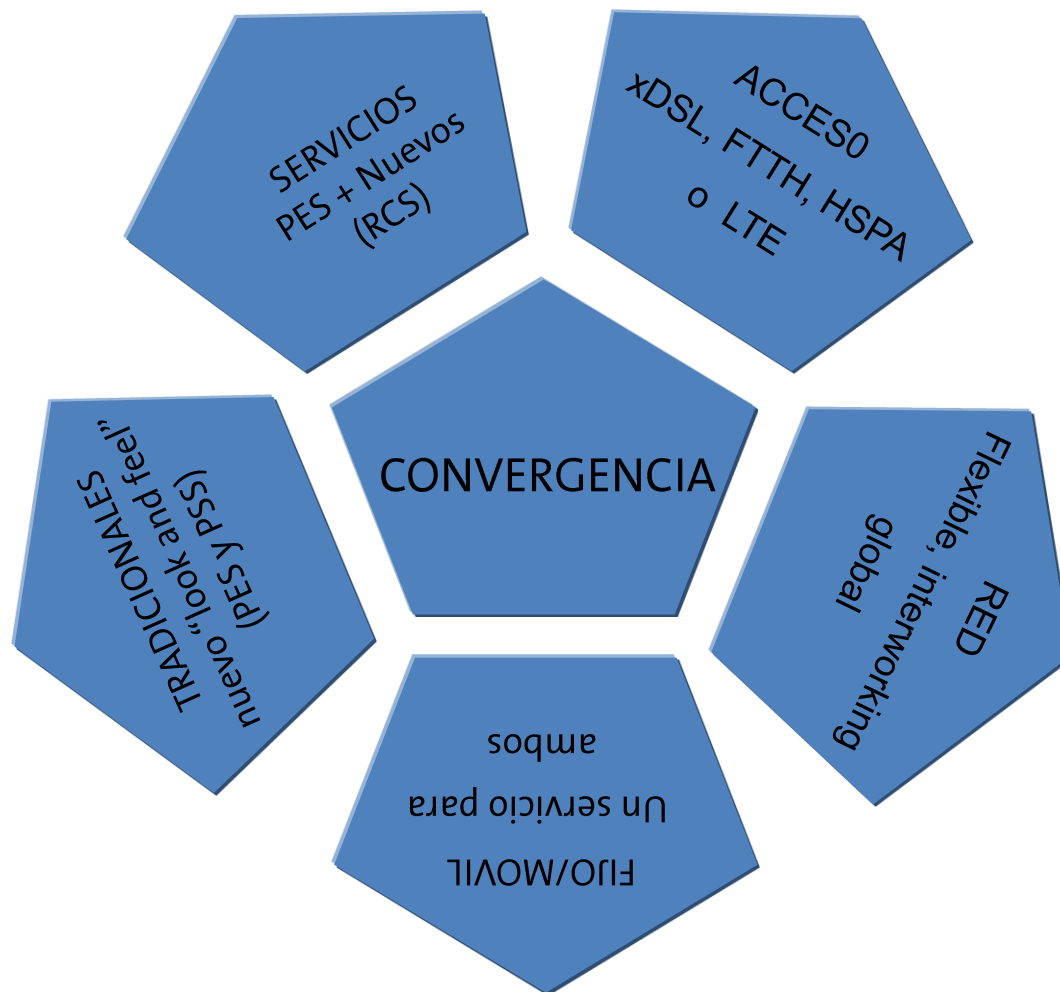 SERVICIOS
PES + Nuevos
(RCS)
ACCES0
xDSL, FTTH, HSPA
o LTE
CONVERGENCIA
TRADICIONALES
nuevo “look and feel”
(PES y PSS)
RED
Flexible, interworking
global
FIJO/MOVIL
Un servicio para
ambos